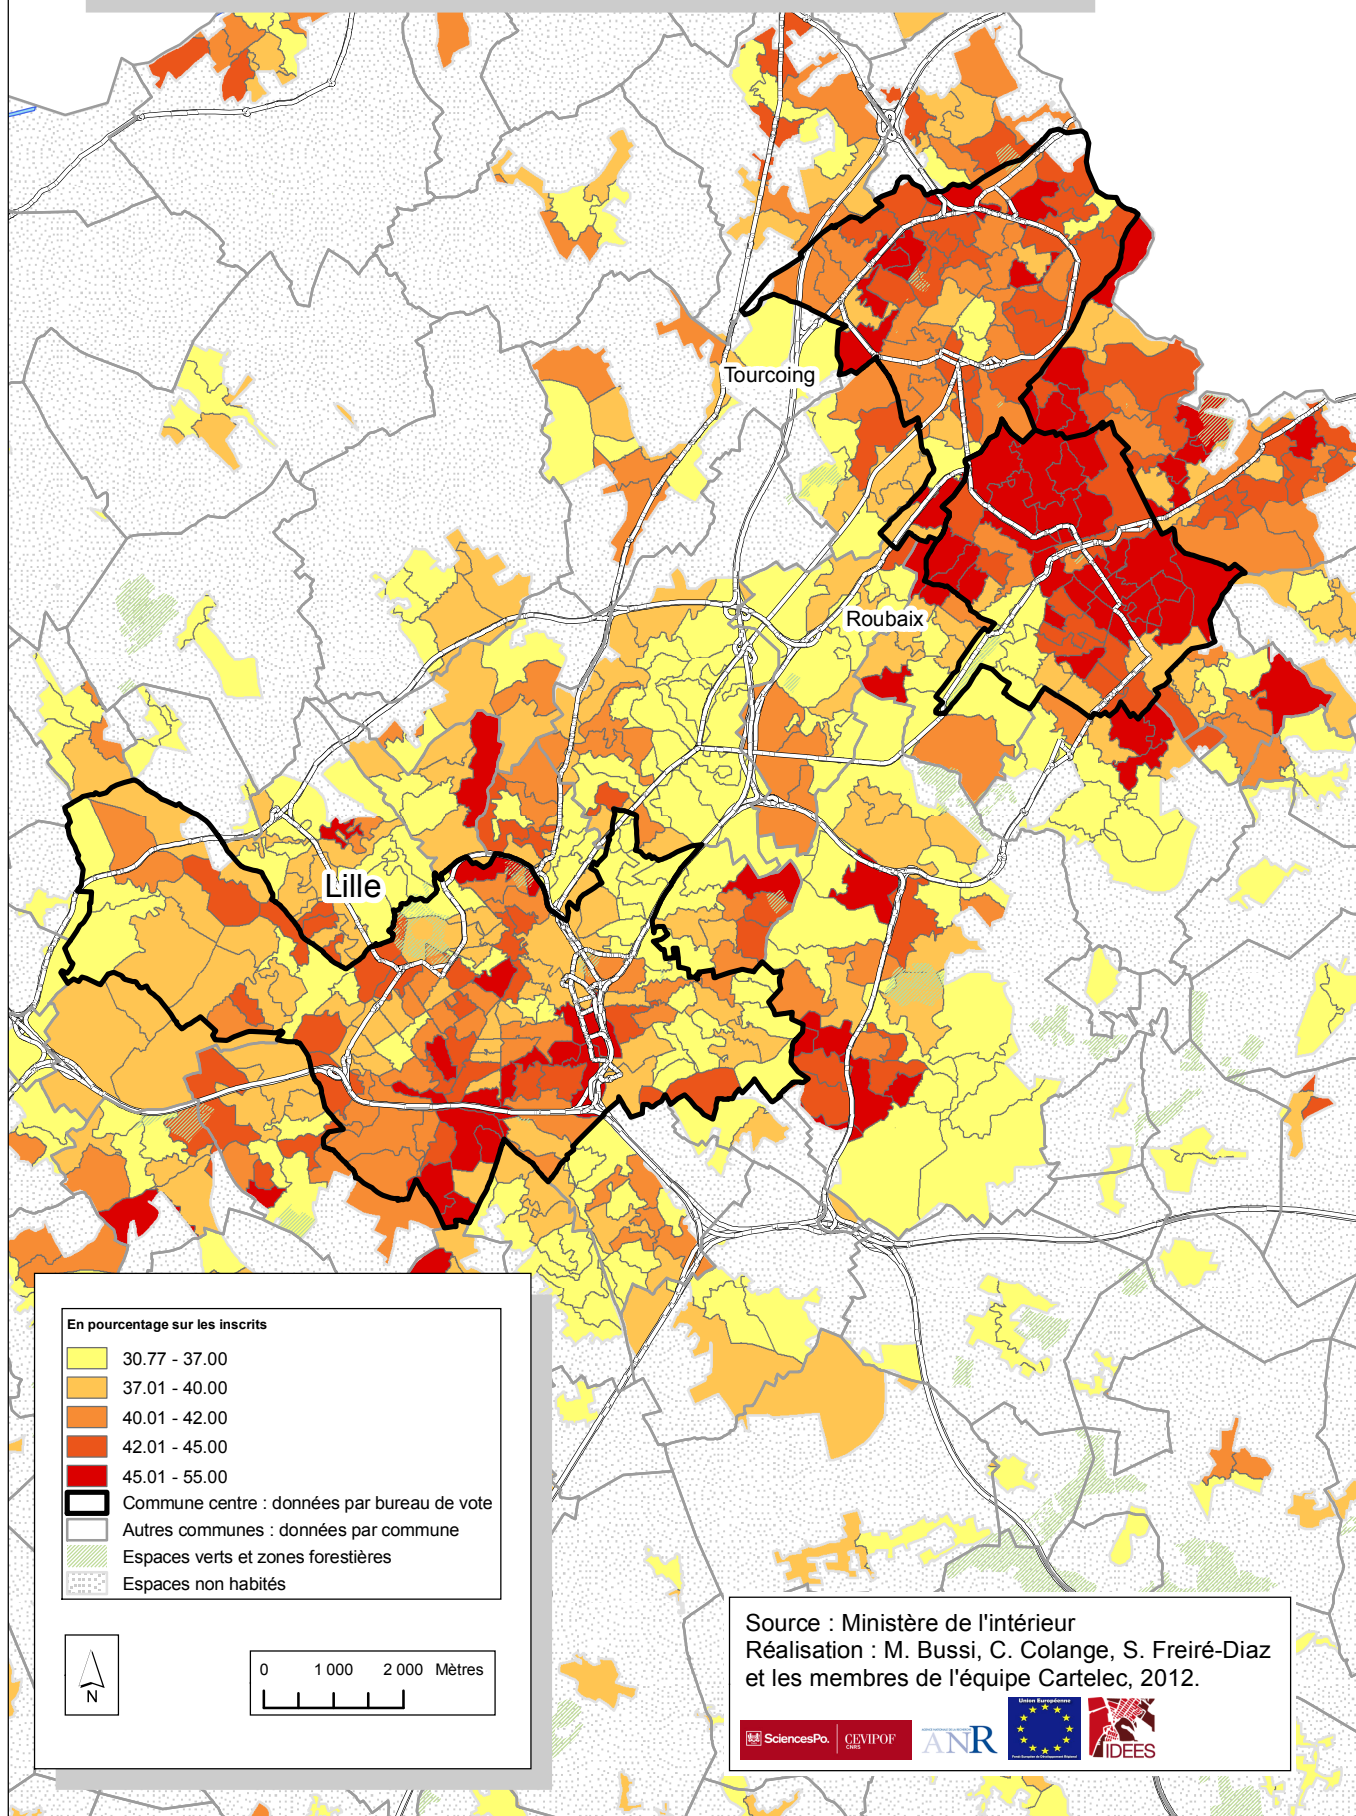 Tourcoing
Roubaix
Lille
En pourcentage sur les inscrits
30.77 - 37.00
37.01 - 40.00
40.01 - 42.00
42.01 - 45.00
45.01 - 55.00
Commune centre : données par bureau de vote
Autres communes : données par commune
Espaces verts et zones forestières
Espaces non habités
N
0 1 000 2 000 Mètres
Source : Ministère de l'intérieur
Réalisation : M. Bussi, C. Colange, S. Freiré-Diaz
et les membres de l'équipe Cartelec, 2012.
SciencesPo. CEVIPOF
CNRS
ANR
Union Européenne
IDEES